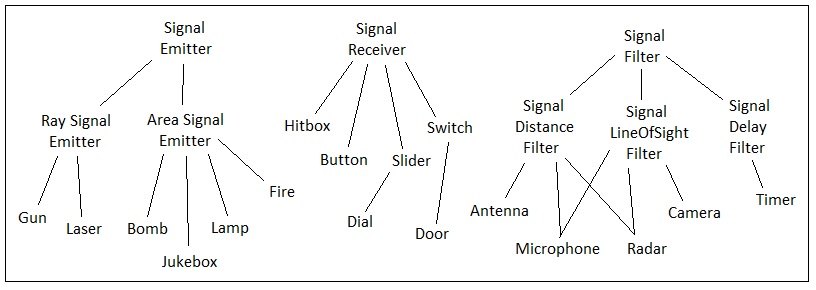 Signal
Emitter
Signal
Receiver
Signal
Filter
Ray Signal
Emitter
Area Signal
Emitter
Hitbox
Button
Slider
Switch
Signal
Distance
Filter
Signal
LineOfSight
Filter
Signal
Delay
Filter
Gun
Laser
Bomb
Jukebox
Lamp
Fire
Dial
Door
Antenna
Microphone
Radar
Camera
Timer